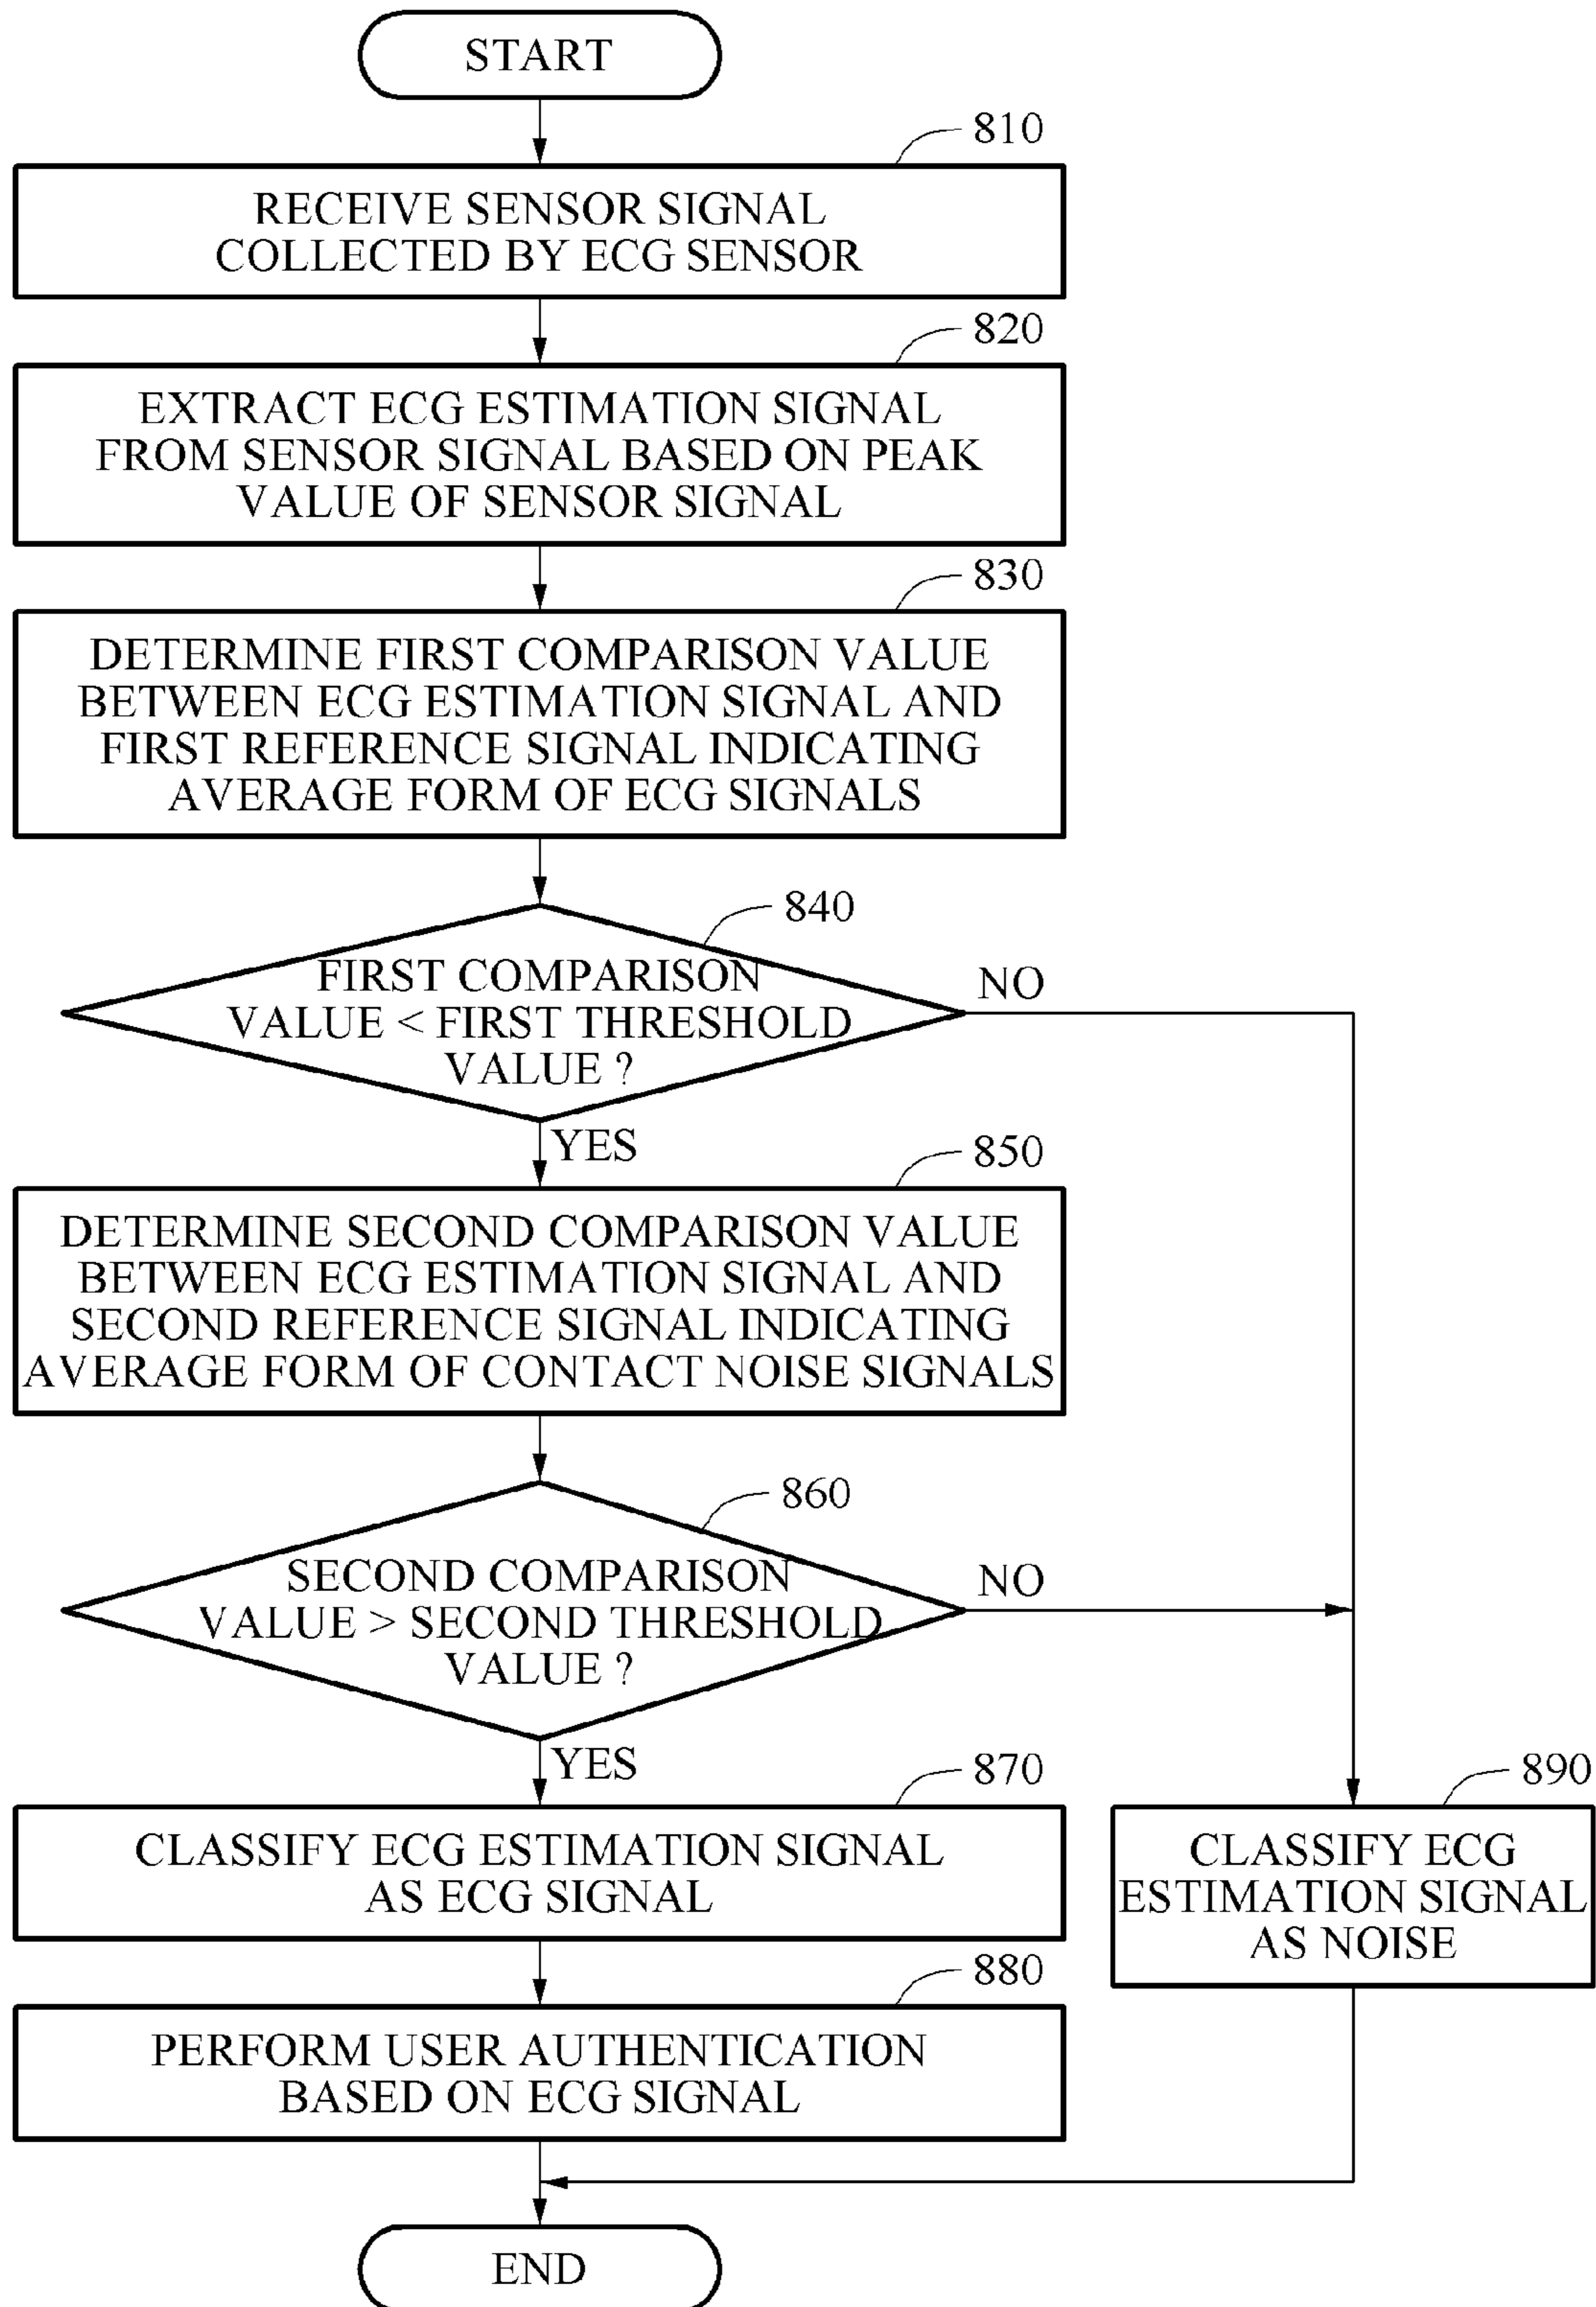 START
810
RECEIVE SENSOR SIGNAL
COLLECTED BY ECG SENSOR
820
EXTRACT ECG ESTIMATION SIGNAL
FROM SENSOR SIGNAL BASED ON PEAK
VALUE OF SENSOR SIGNAL
830
DETERMINE FIRST COMPARISON VALUE
BETWEEN ECG ESTIMATION SIGNAL AND
FIRST REFERENCE SIGNAL INDICATING
AVERAGE FORM OF ECG SIGNALS
840
FIRST COMPARISON
VALUE < FIRST THRESHOLD
VALUE ?
NO
YES
850
DETERMINE SECOND COMPARISON VALUE
BETWEEN ECG ESTIMATION SIGNAL AND
SECOND REFERENCE SIGNAL INDICATING
AVERAGE FORM OF CONTACT NOISE SIGNALS
860
SECOND COMPARISON
VALUE > SECOND THRESHOLD
VALUE ?
NO
YES
870
CLASSIFY ECG ESTIMATION SIGNAL
AS ECG SIGNAL
890
CLASSIFY ECG
ESTIMATION SIGNAL
AS NOISE
880
PERFORM USER AUTHENTICATION
BASED ON ECG SIGNAL
END